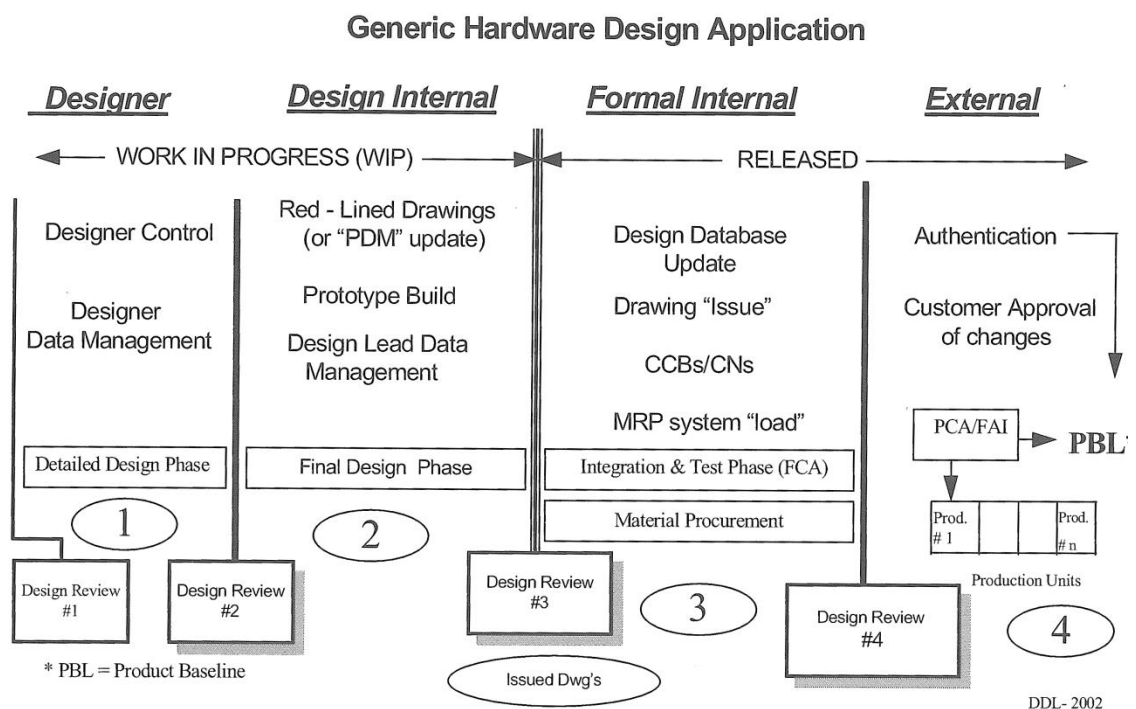 Generic Hardware Design Application
Designer
Design Internal
Formal Internal
External
WORK IN PROGRESS (WIP)
RELEASED
Designer Control
Designer
Data Management
Detailed Design Phase
1
Design Review
#1
Red - Lined Drawings
(or “PDM” update)
Prototype Build
Design Lead Data
Management
Final Design Phase
2
Design Review
#2
Design Database
Update
Drawing “Issue”
CCBs/CNs
MRP system “load”
Integration & Test Phase (FCA)
Material Procurement
Design Review
#3
3
Authentication
Customer Approval
of changes
PCA/FAI
PBL*
Prod.
# 1
Prod.
# n
Production Units
Design Review
#4
4
* PBL = Product Baseline
Issued Dwg's
DDL- 2002